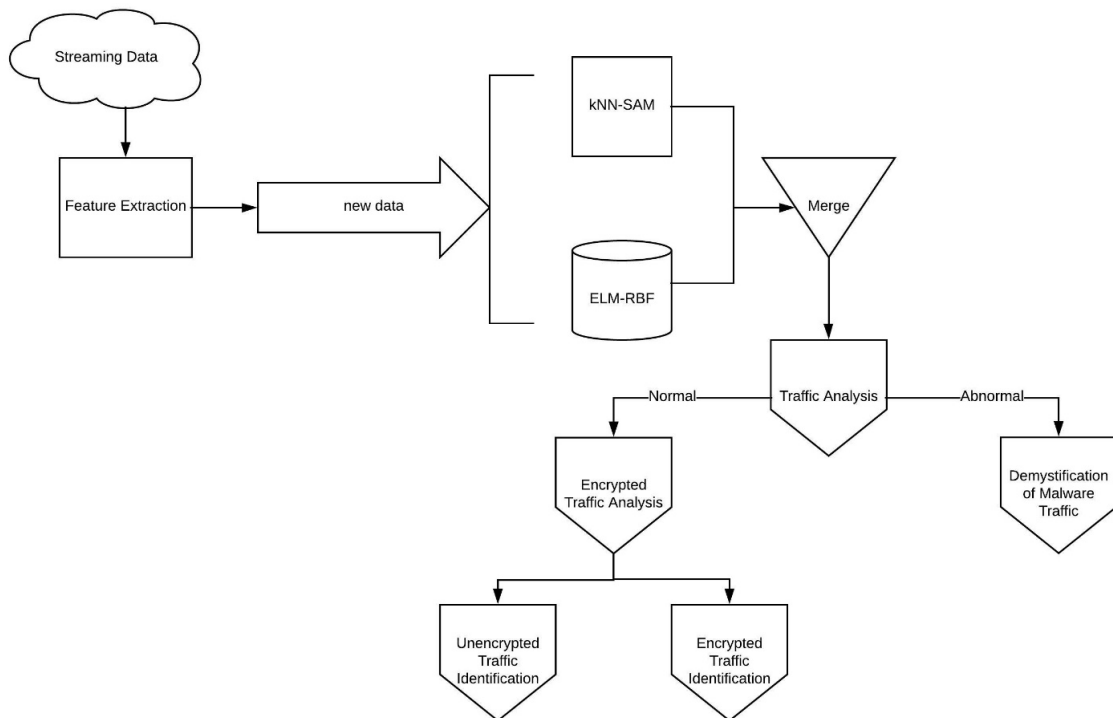 Streaming Data
Feature Extraction
new data
kNN-SAM
ELM-RBF
Merge
Traffic Analysis
Normal
Abnormal
Encrypted
Traffic Analysis
Demystification
of Malware
Traffic
Unencrypted
Traffic
Identification
Encrypted
Traffic
Identification